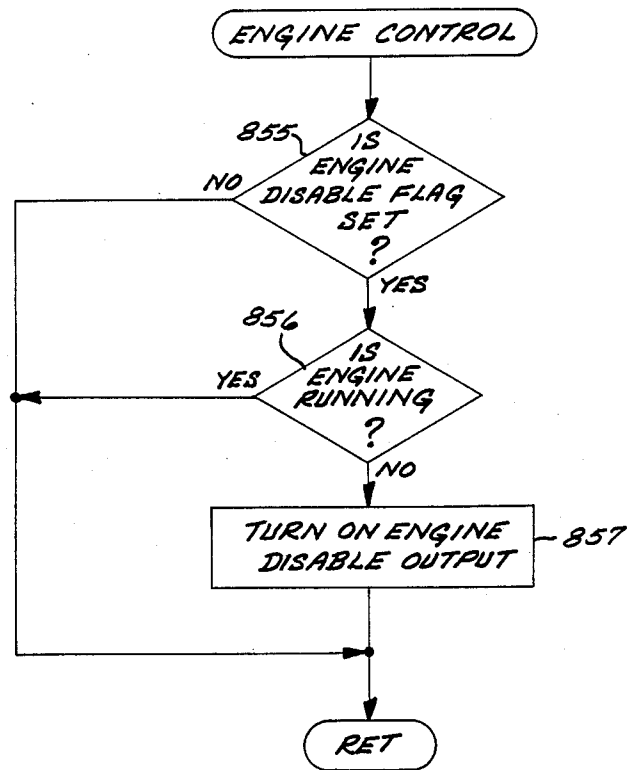 ENGINE CONTROL
855
IS
ENGINE
DISABLE FLAG
SET
?
NO
YES
856
IS
ENGINE
RUNNING
?
YES
NO
TURN ON ENGINE
DISABLE OUTPUT
857
RET